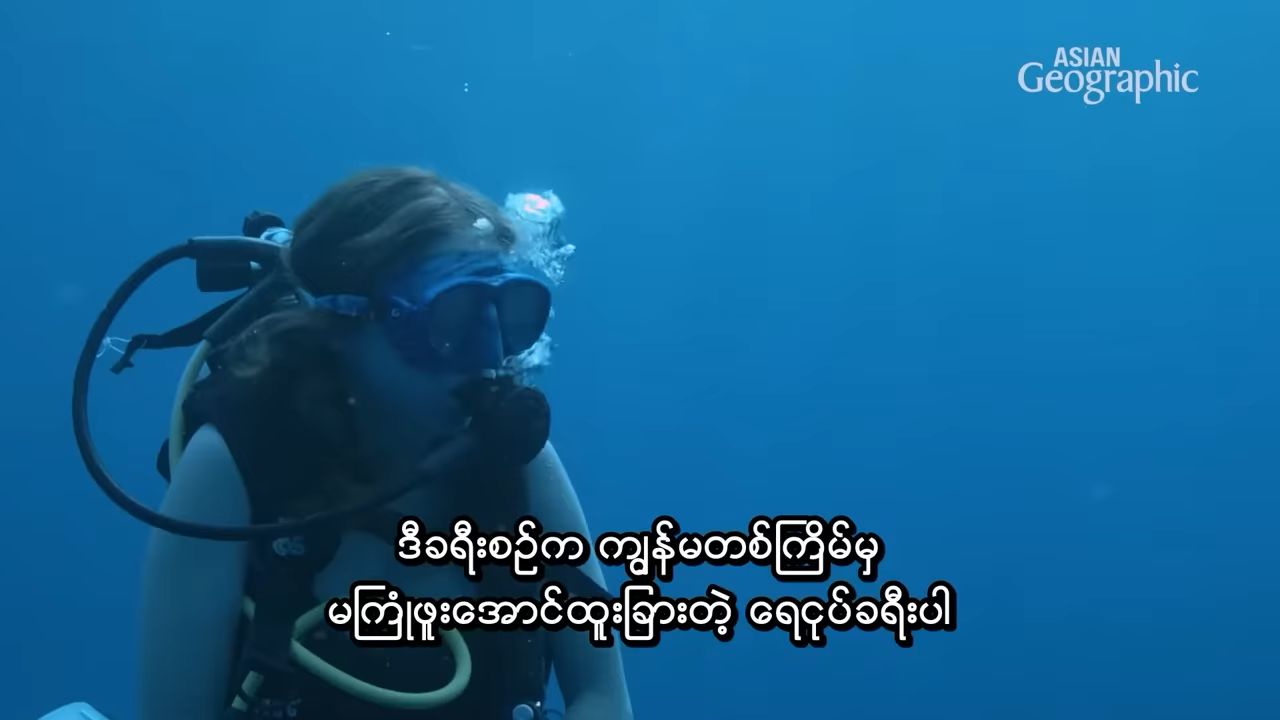 ASIAN
Geographic
ဒီခရီးစဉ်က ကျွန်မတစ်ကြိမ်မှ
မကြုံဖူးအောင်ထူးခြားတဲ့ ရေငုပ်ခရီးပါ